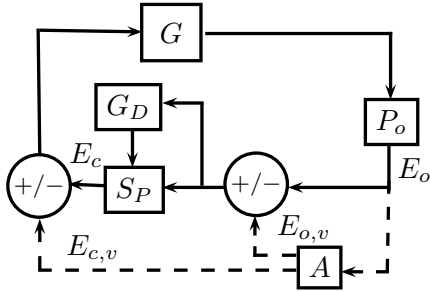 G
G_D
P_o
E_c
E_o
+/−
S_P
+/−
E_{o,v}
E_{c,v}
A